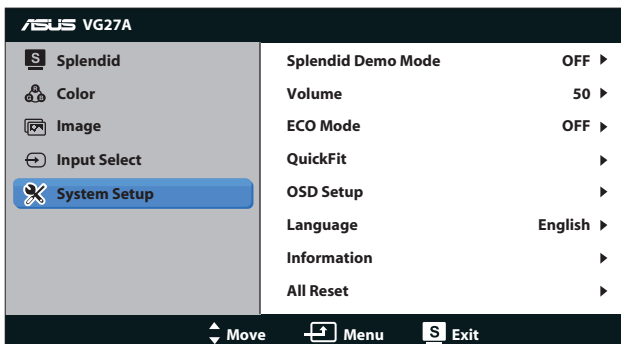 ASUS VG27A
S Splendid
Color
Image
Input Select
System Setup
Splendid Demo Mode OFF
Volume 50
ECO Mode OFF
QuickFit
OSD Setup
Language English
Information
All Reset
Move Menu S Exit